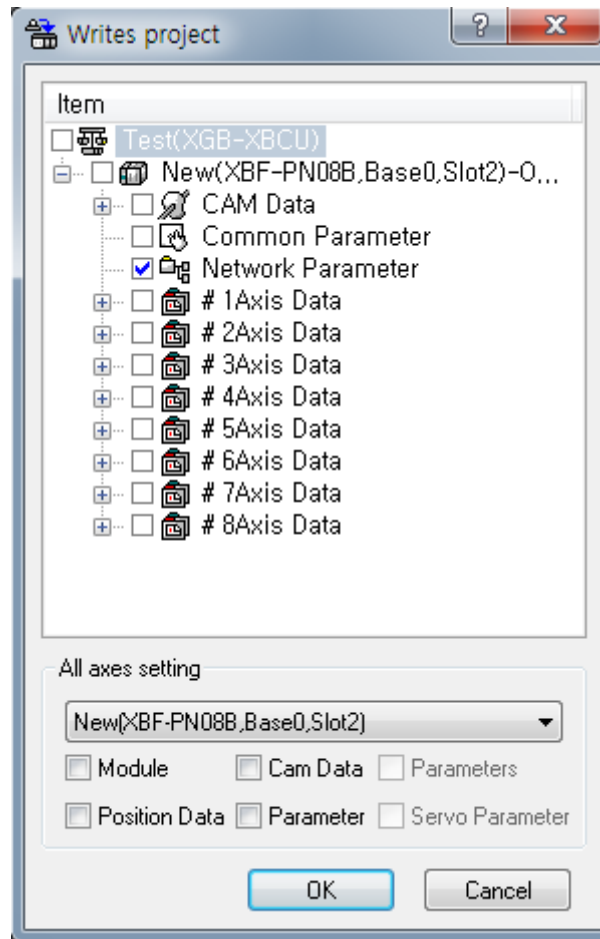 Writes project
Item
Test(XGB-XBCU)
New(XBF-PN08B,Base0,Slot2)-O...
CAM Data
Common Parameter
Network Parameter
# 1Axis Data
# 2Axis Data
# 3Axis Data
# 4Axis Data
# 5Axis Data
# 6Axis Data
# 7Axis Data
# 8Axis Data
All axes setting
New(XBF-PN08B,Base0,Slot2)
Module Cam Data Parameters
Position Data Parameter Servo Parameter
OK Cancel